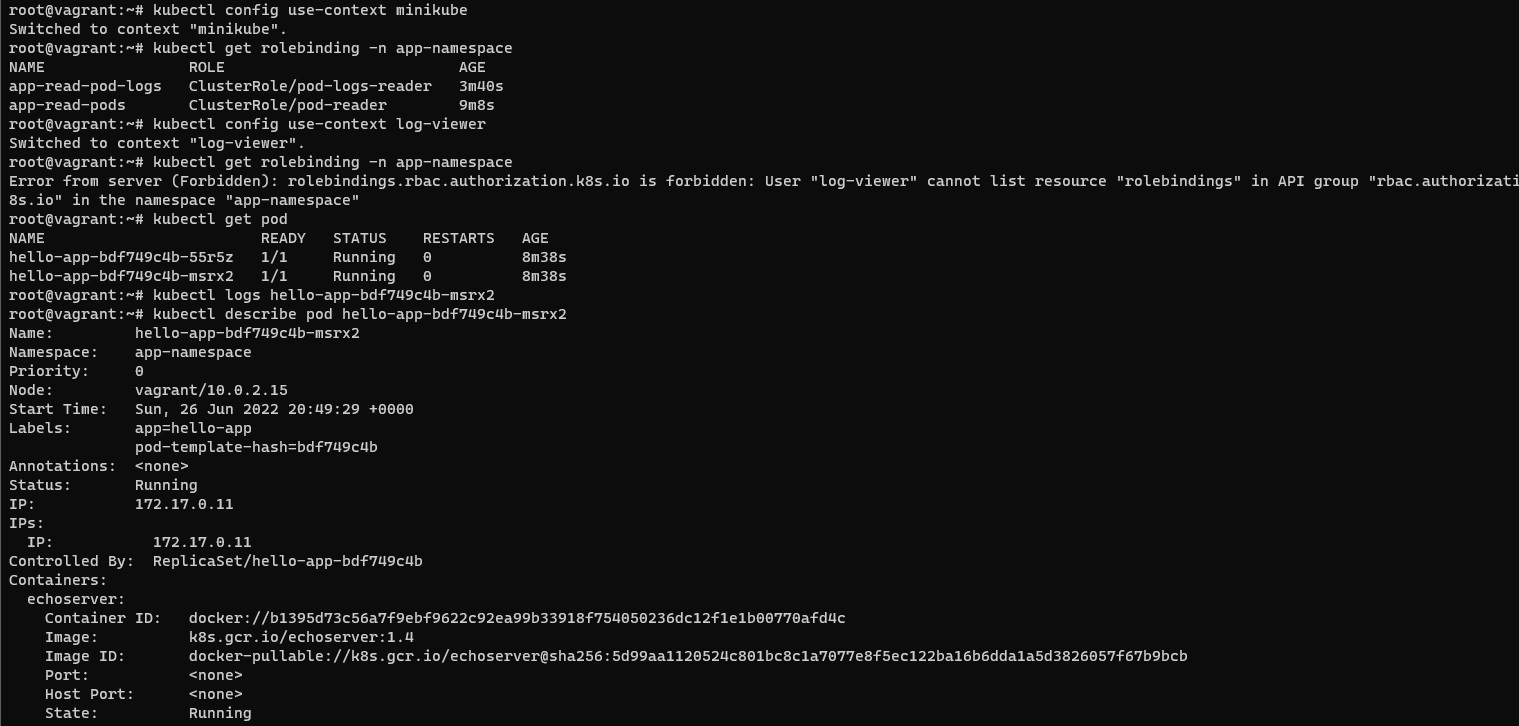 root@vagrant:~# kubectl config use-context minikube
Switched to context "minikube".
root@vagrant:~# kubectl get rolebinding -n app-namespace
NAME                ROLE                          AGE
app-read-pod-logs   ClusterRole/pod-logs-reader   3m40s
app-read-pods       ClusterRole/pod-reader        9m8s
root@vagrant:~# kubectl config use-context log-viewer
Switched to context "log-viewer".
root@vagrant:~# kubectl get rolebinding -n app-namespace
Error from server (Forbidden): rolebindings.rbac.authorization.k8s.io is forbidden: User "log-viewer" cannot list resource "rolebindings" in API group "rbac.authorizati
8s.io" in the namespace "app-namespace"
root@vagrant:~# kubectl get pod
NAME                        READY   STATUS    RESTARTS   AGE
hello-app-bdf749c4b-55r5z   1/1     Running   0          8m38s
hello-app-bdf749c4b-msrx2   1/1     Running   0          8m38s
root@vagrant:~# kubectl logs hello-app-bdf749c4b-msrx2
root@vagrant:~# kubectl describe pod hello-app-bdf749c4b-msrx2
Name:         hello-app-bdf749c4b-msrx2
Namespace:    app-namespace
Priority:     0
Node:         vagrant/10.0.2.15
Start Time:   Sun, 26 Jun 2022 20:49:29 +0000
Labels:       app=hello-app
              pod-template-hash=bdf749c4b
Annotations:  <none>
Status:       Running
IP:           172.17.0.11
IPs:
  IP:           172.17.0.11
Controlled By:  ReplicaSet/hello-app-bdf749c4b
Containers:
  echoserver:
    Container ID:   docker://b1395d73c56a7f9ebf9622c92ea99b33918f754050236dc12f1e1b00770afd4c
    Image:          k8s.gcr.io/echoserver:1.4
    Image ID:       docker-pullable://k8s.gcr.io/echoserver@sha256:5d99aa1120524c801bc8c1a7077e8f5ec122ba16b6dda1a5d3826057f67b9bcb
    Port:           <none>
    Host Port:      <none>
    State:          Running